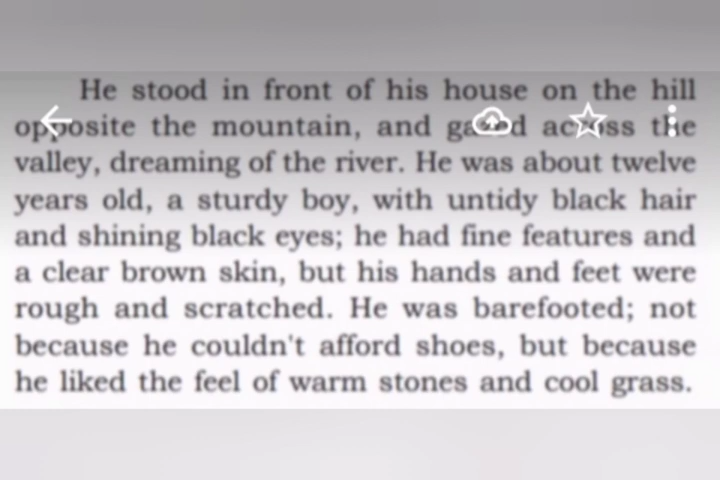 He stood in front of his house on the hill
opposite the mountain, and gazed across the
valley, dreaming of the river. He was about twelve
years old, a sturdy boy, with untidy black hair
and shining black eyes; he had fine features and
a clear brown skin, but his hands and feet were
rough and scratched. He was barefooted; not
because he couldn't afford shoes, but because
he liked the feel of warm stones and cool grass.